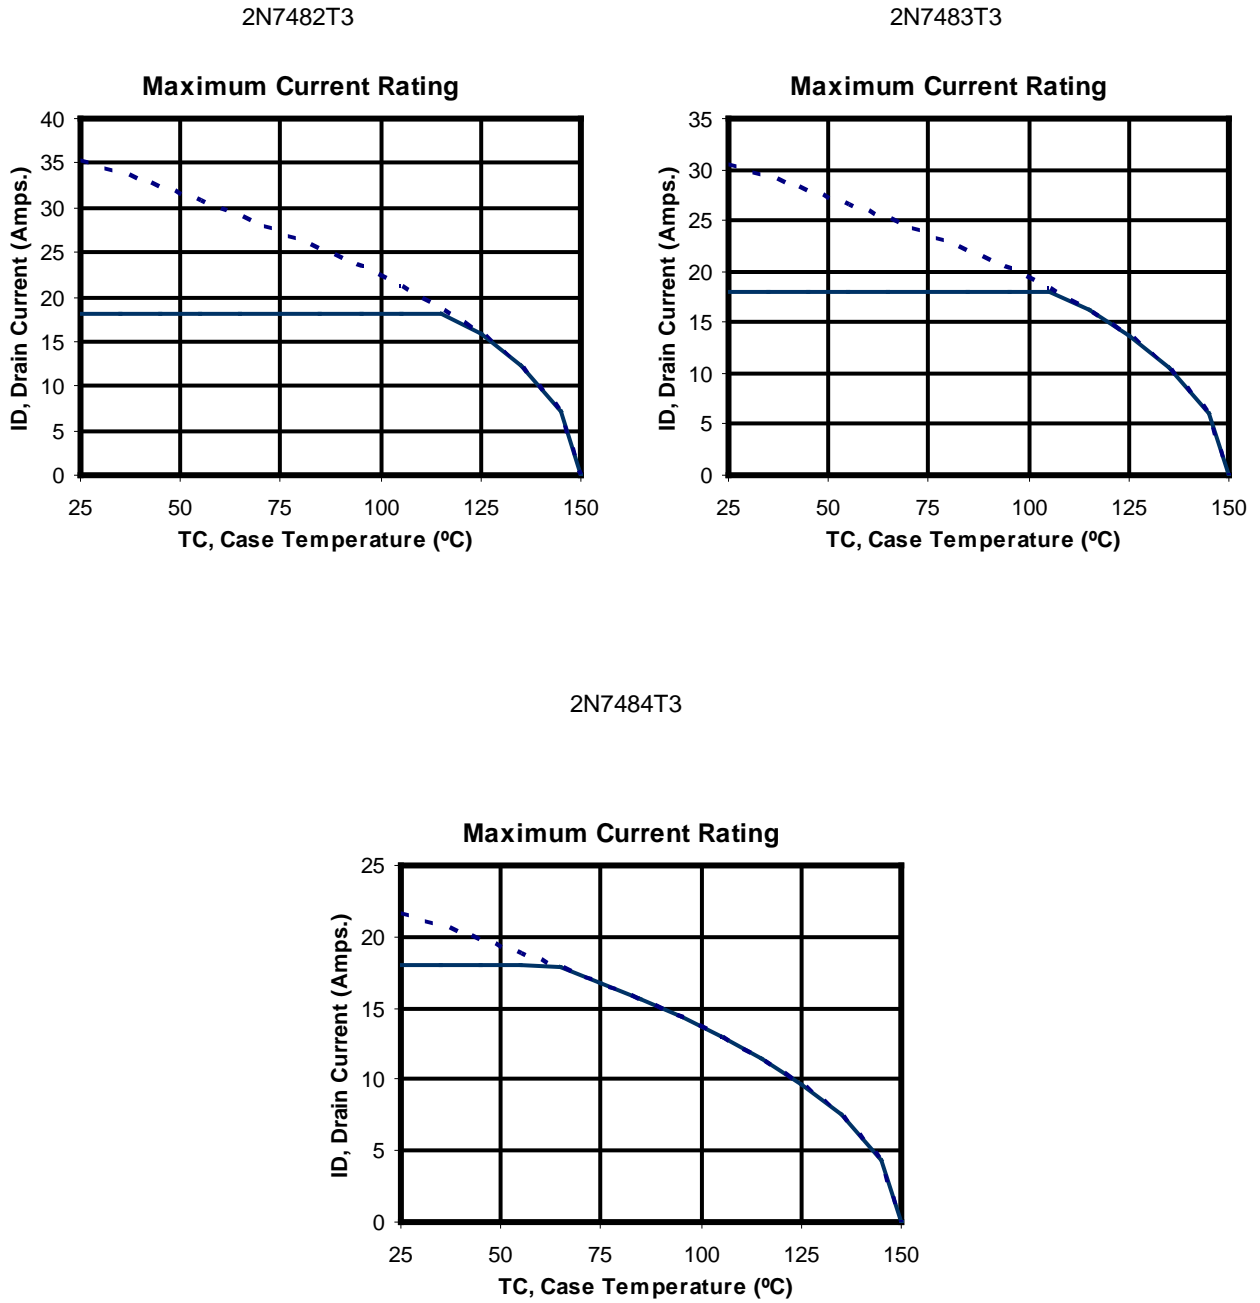 2N7482T3
2N7483T3
Maximum Current Rating
ID, Drain Current (Amps.)
40
35
30
25
20
15
10
5
0
25 50 75 100 125 150
TC, Case Temperature (ºC)
Maximum Current Rating
ID, Drain Current (Amps.)
35
30
25
20
15
10
5
0
25 50 75 100 125 150
TC, Case Temperature (ºC)
2N7484T3
Maximum Current Rating
ID, Drain Current (Amps.)
25
20
15
10
5
0
25 50 75 100 125 150
TC, Case Temperature (ºC)